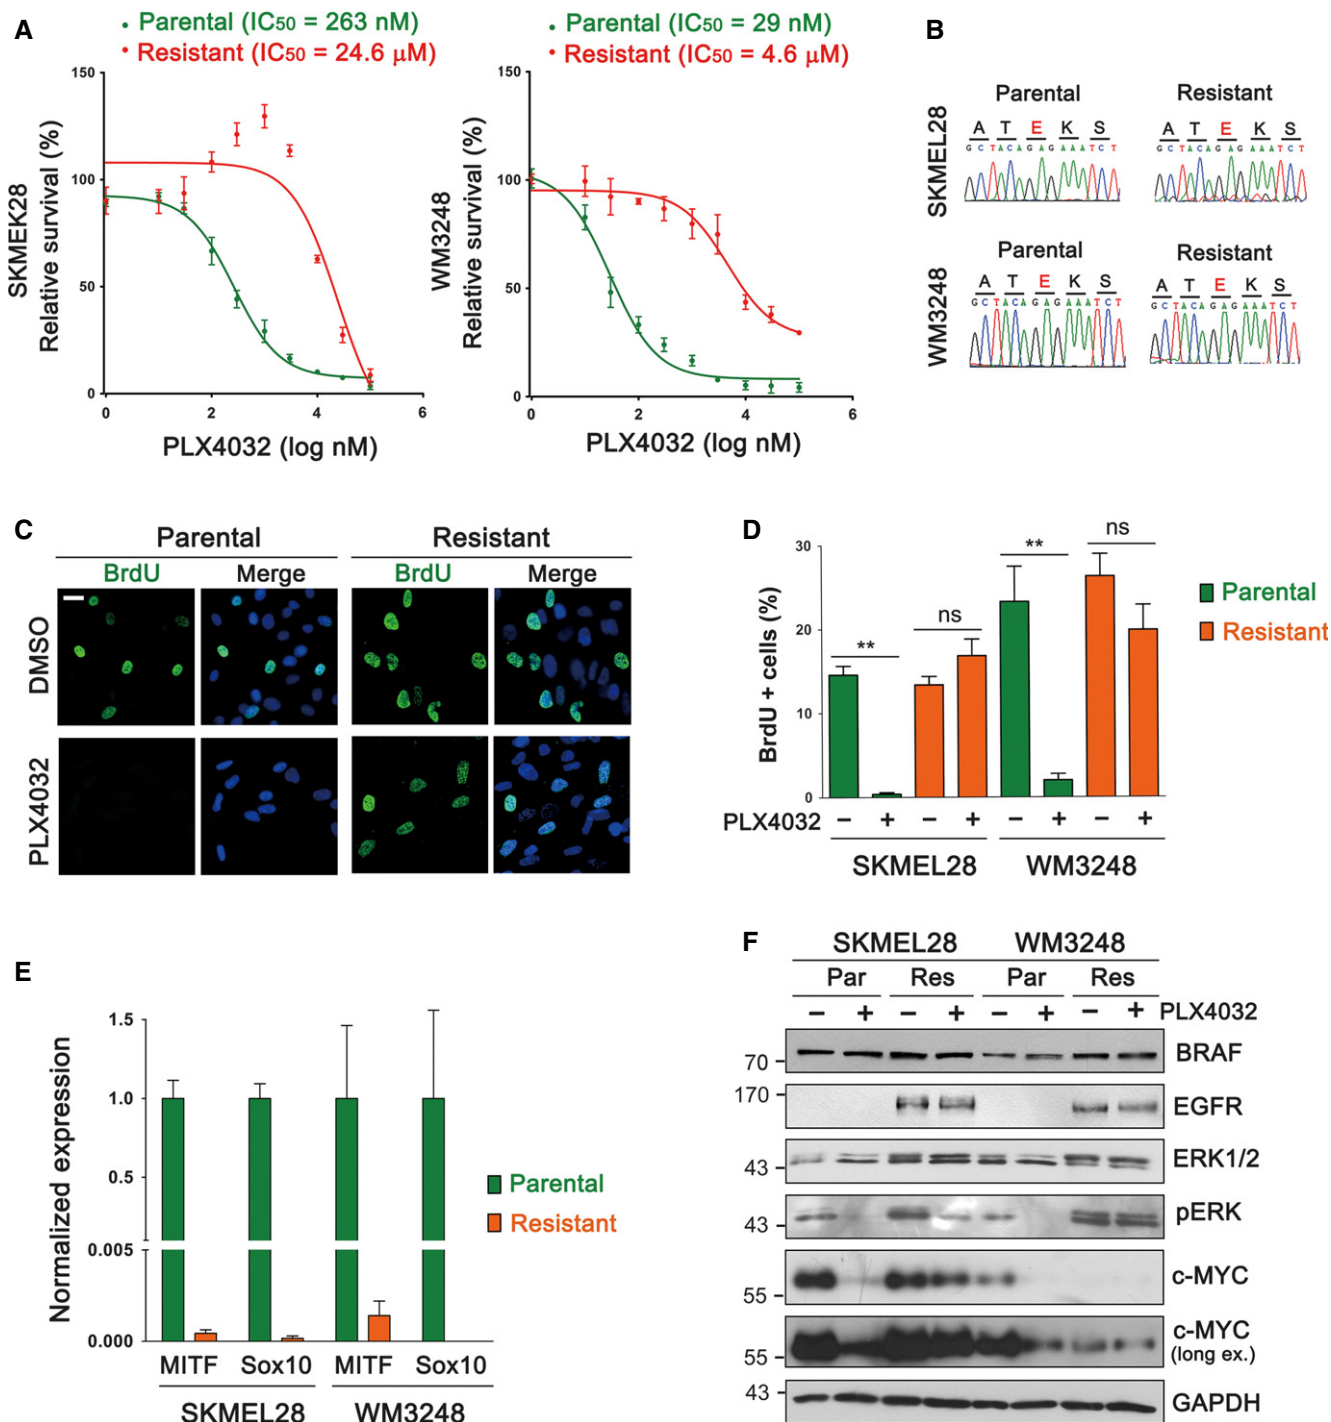 A
• Parental (IC50 = 263 nM)
• Resistant (IC50 = 24.6 μM)
SKMEK28
Relative survival (%)
150
100
50
0
0 2 4 6
PLX4032 (log nM)
• Parental (IC50 = 29 nM)
• Resistant (IC50 = 4.6 μM)
WM3248
Relative survival (%)
150
100
50
0
0 2 4 6
PLX4032 (log nM)
B
Parental Resistant
SKMEL28
A T E K S
G C T A C A G A G A A A T C T
A T E K S
G C T A C A G A G A A A T C T
Parental Resistant
WM3248
A T E K S
G C T A C A G A G A A A T C T
A T E K S
G C T A C A G A G A A A T C T
C
Parental Resistant
BrdU Merge BrdU Merge
DMSO
PLX4032
D
BrdU + cells (%)
30
20
10
0
** ns ** ns
Parental
Resistant
PLX4032 − + − + − + − +
SKMEL28 WM3248
E
Normalized expression
1.5
1.0
0.5
0.005
0.000
Parental
Resistant
MITF Sox10 MITF Sox10
SKMEL28 WM3248
F
SKMEL28 WM3248
Par Res Par Res
− + − + − + − + PLX4032
70 BRAF
170 EGFR
43 ERK1/2
43 pERK
55 c-MYC
55 c-MYC
(long ex.)
43 GAPDH